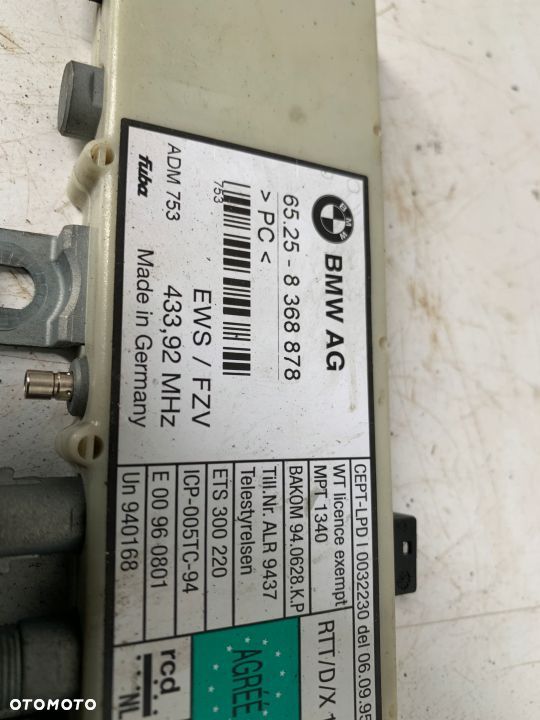 BMW AG
65.25 - 8 368 878
> PC <
753
EWS / FZV
ADM 753
433,92 MHz
fuba
Made in Germany
CEPT-LPD I 0032230 del 06.09.95
WT licence exempt
MPT 1340
BAKOM 94.0628.K.P
Till.Nr. ALR 9437
Telestyrelsen
ETS 300 220
ICP-005TC-94
E 00 96 0801
Un 940168
RTT/D/X
AGRÉÉ
rcd
NL
OTOMOTO
OTOMOTO